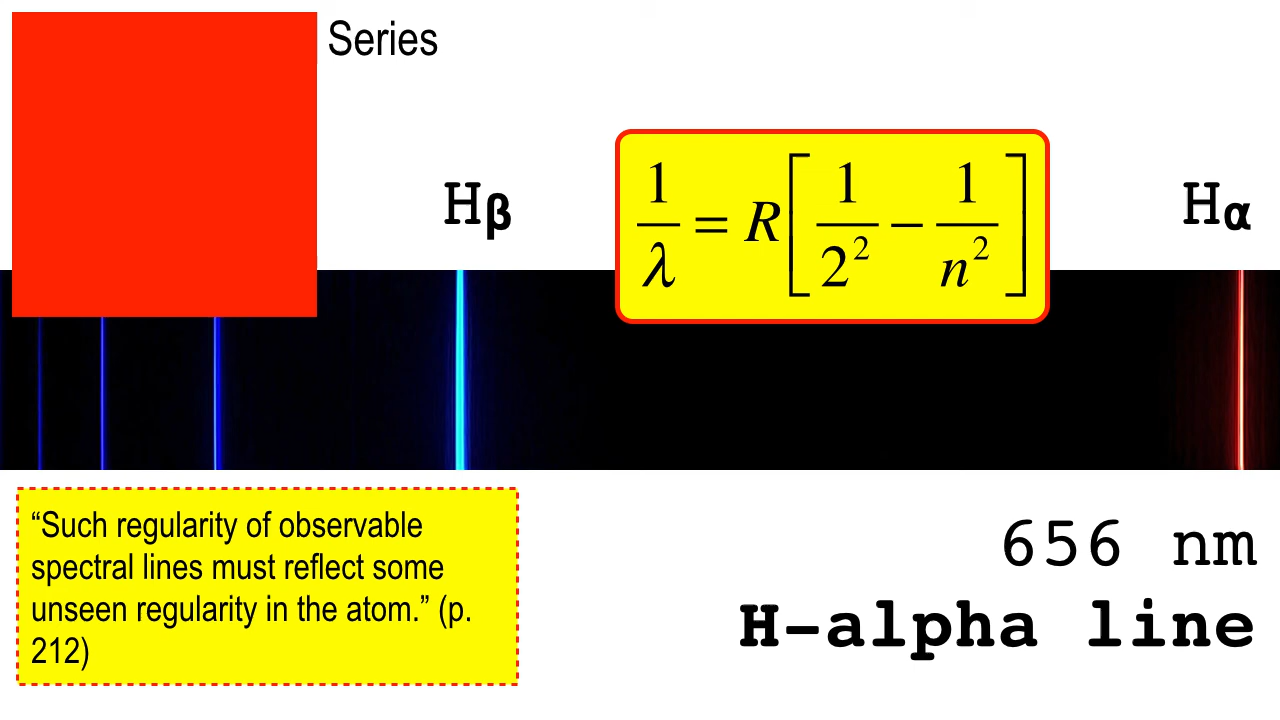 Series
Hβ
1/λ = R[1/2² − 1/n²]
Hα
“Such regularity of observable
spectral lines must reflect some
unseen regularity in the atom.” (p.
212)
656 nm
H-alpha line